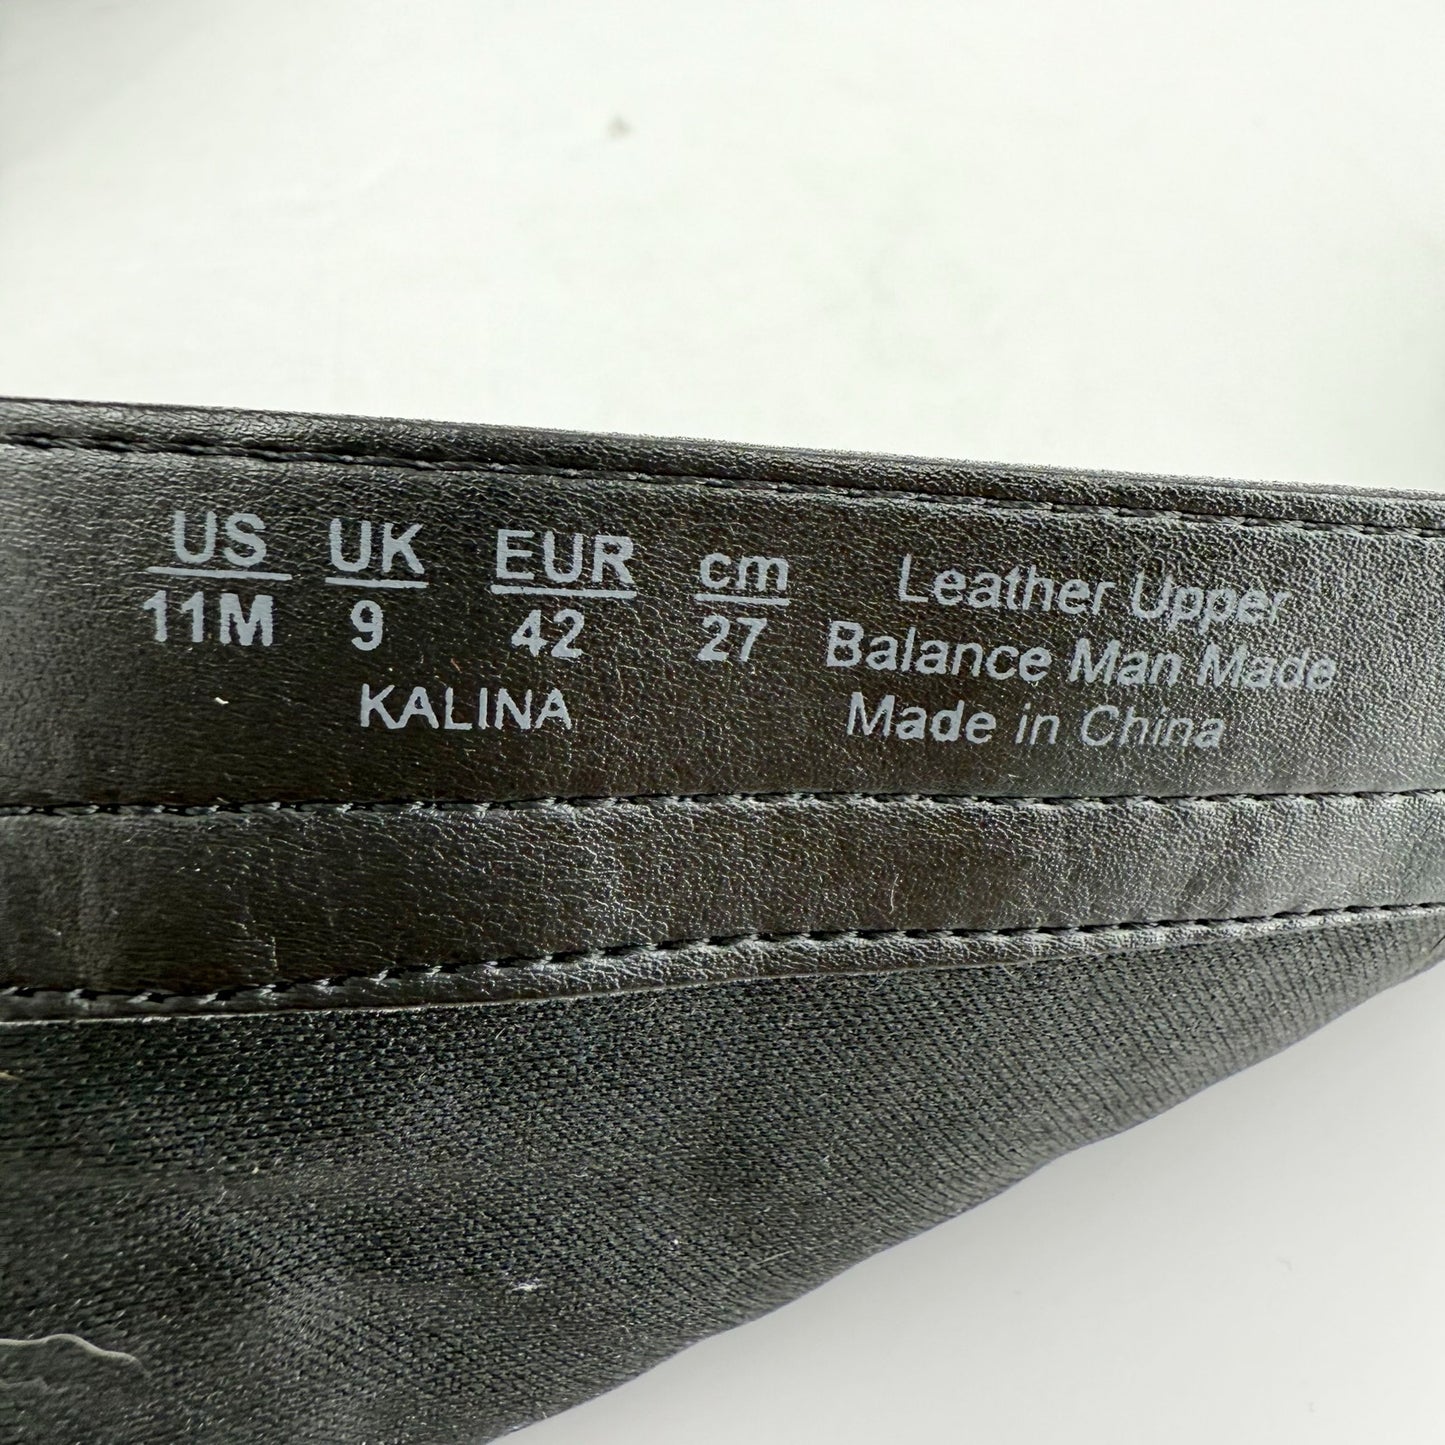 US UK EUR cm
11M 9 42 27
KALINA
Leather Upper
Balance Man Made
Made in China